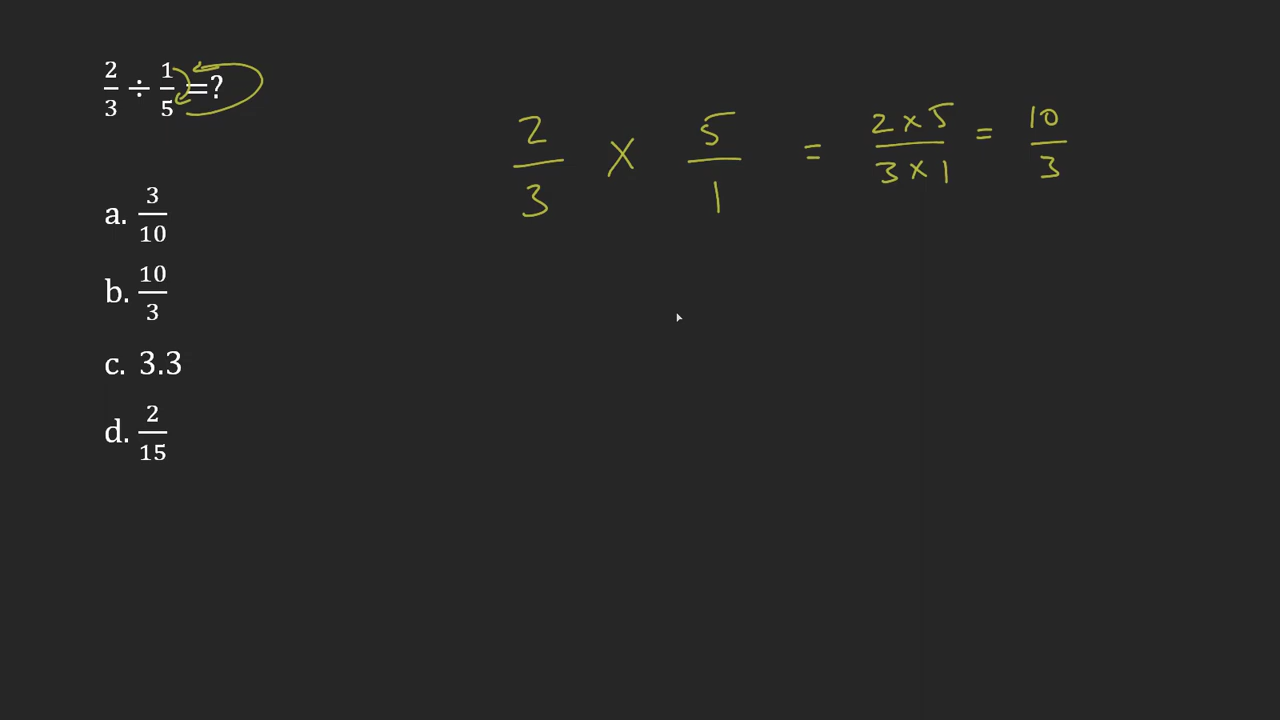 2/3 ÷ 1/5 =?
2/3 x 5/1 = 2 x 5/3 x 1 = 10/3
a. 3/10
b. 10/3
c. 3.3
d. 2/15